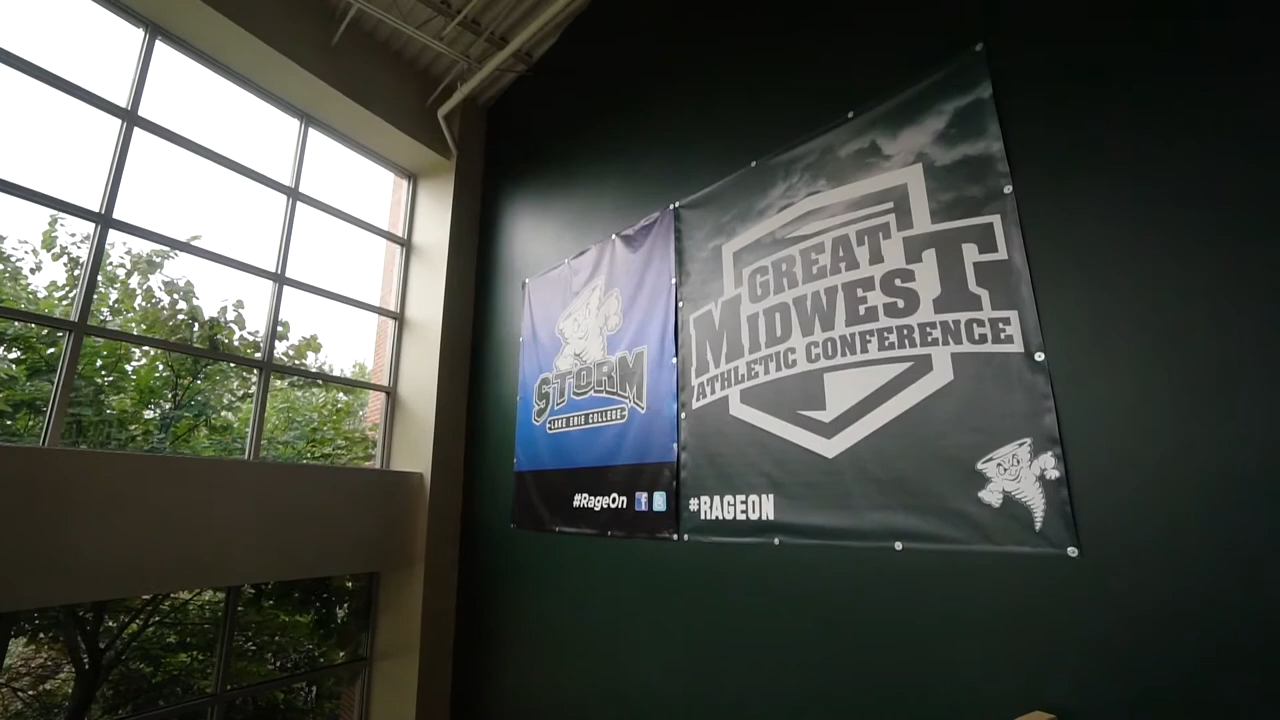 STORM
LAKE ERIE COLLEGE
#RageOn
GREAT
MIDWEST
ATHLETIC CONFERENCE
#RAGEON